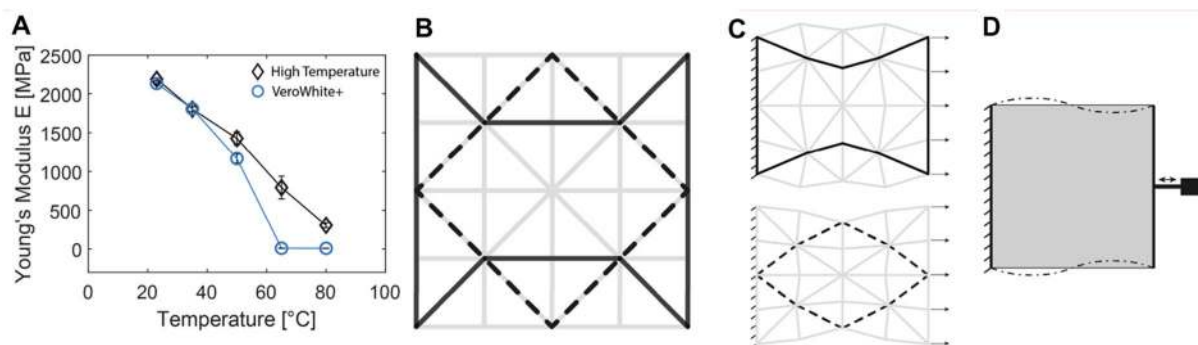 A
Young's Modulus E [MPa]
2500
2000
1500
1000
500
0
0 20 40 60 80 100
Temperature [°C]
High Temperature
VeroWhite+
B
C
D